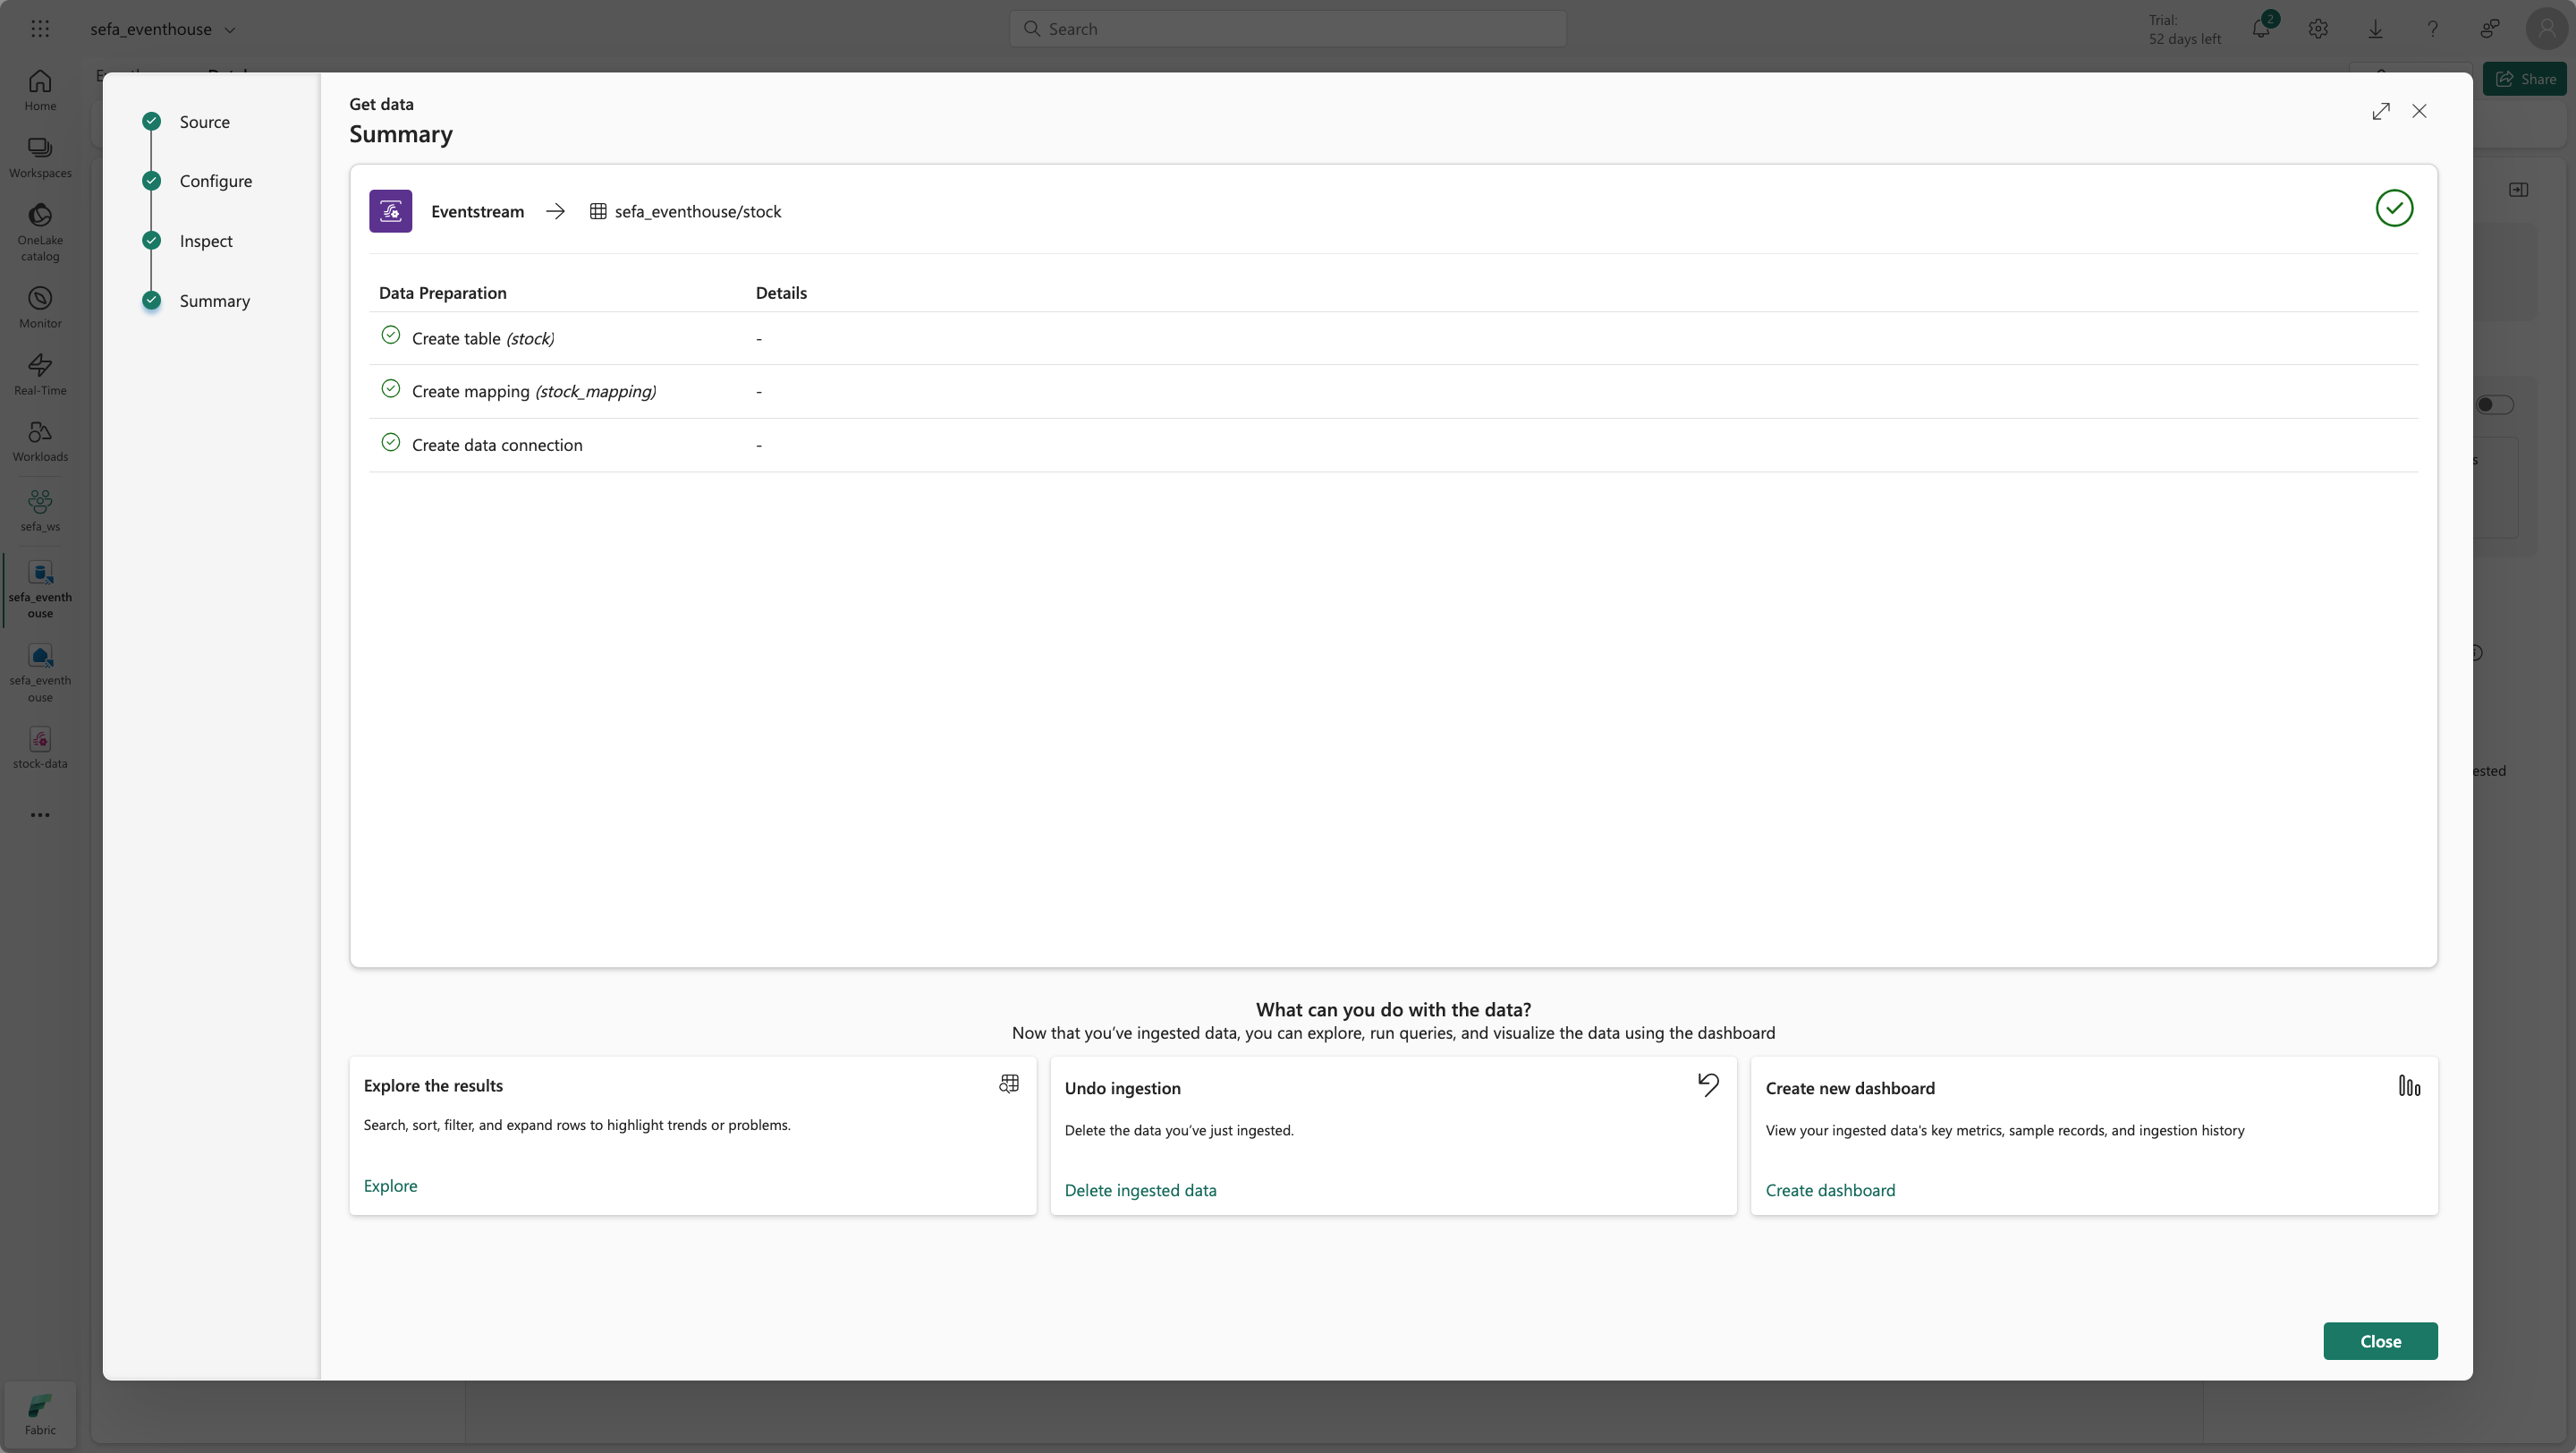 sefa_eventhouse
Search
Trial:
52 days left
2
Share
Home
Workspaces
OneLake
catalog
Monitor
Real-Time
Workloads
sefa_ws
sefa_eventh
ouse
sefa_eventh
ouse
stock-data
Fabric
Source
Configure
Inspect
Summary
Get data
Summary
Eventstream → sefa_eventhouse/stock
Data Preparation Details
Create table (stock) -
Create mapping (stock_mapping) -
Create data connection -
What can you do with the data?
Now that you've ingested data, you can explore, run queries, and visualize the data using the dashboard
Explore the results
Search, sort, filter, and expand rows to highlight trends or problems.
Explore
Undo ingestion
Delete the data you've just ingested.
Delete ingested data
Create new dashboard
View your ingested data's key metrics, sample records, and ingestion history
Create dashboard
Close